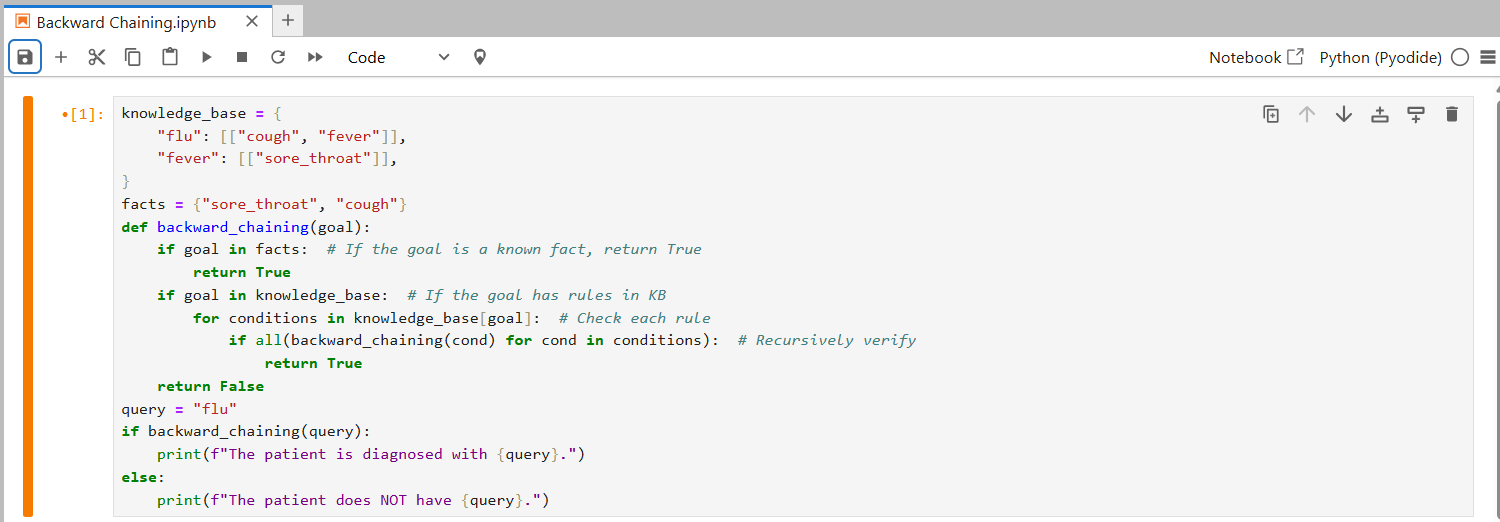 Backward Chaining.ipynb
Code
Notebook
Python (Pyodide)
[1]:
knowledge_base = {
    "flu": [["cough", "fever"]],
    "fever": [["sore_throat"]],
}
facts = {"sore_throat", "cough"}
def backward_chaining(goal):
    if goal in facts:  # If the goal is a known fact, return True
        return True
    if goal in knowledge_base:  # If the goal has rules in KB
        for conditions in knowledge_base[goal]:  # Check each rule
            if all(backward_chaining(cond) for cond in conditions):  # Recursively verify
                return True
    return False
query = "flu"
if backward_chaining(query):
    print(f"The patient is diagnosed with {query}.")
else:
    print(f"The patient does NOT have {query}.")